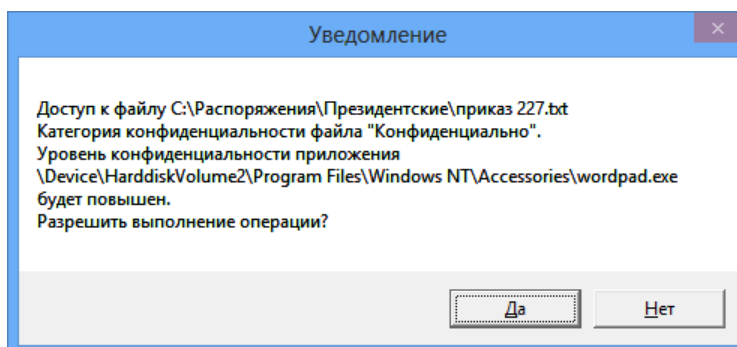 Уведомление
Доступ к файлу C:\Распоряжения\Президентские\приказ 227.txt
Категория конфиденциальности файла "Конфиденциально".
Уровень конфиденциальности приложения
\Device\HarddiskVolume2\Program Files\Windows NT\Accessories\wordpad.exe
будет повышен.
Разрешить выполнение операции?
Да
Нет